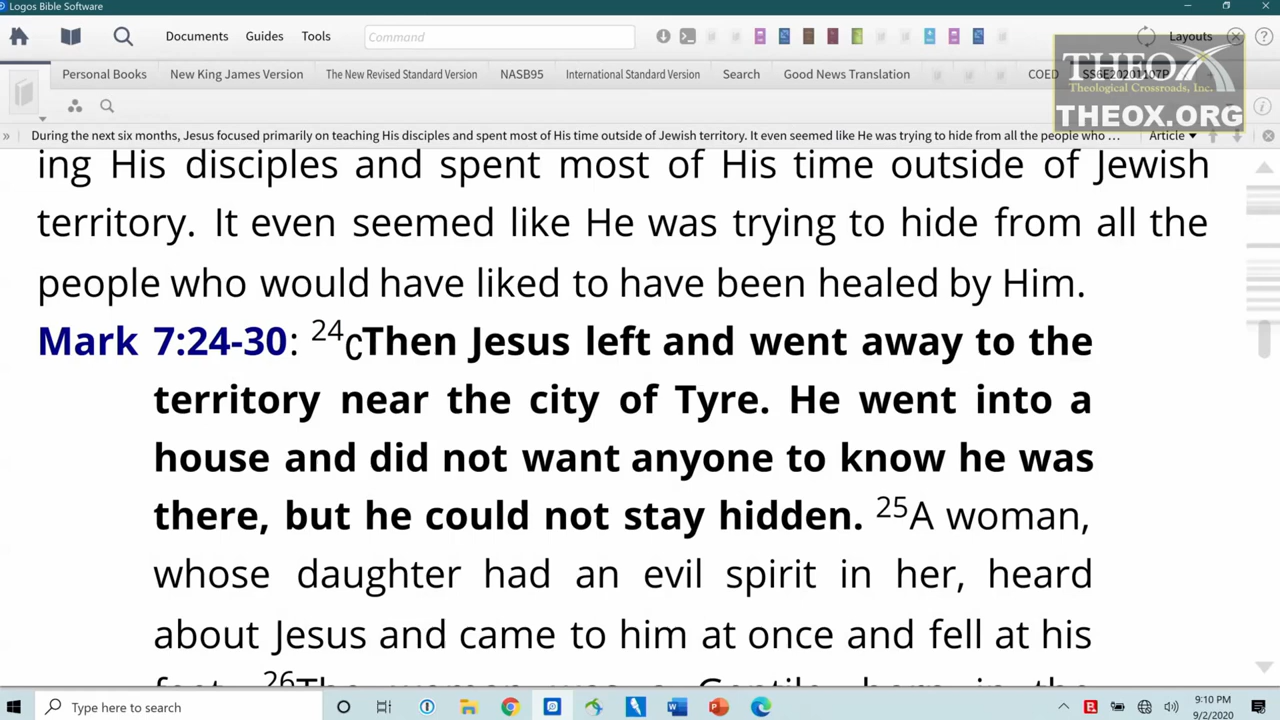 Logos Bible Software
Documents Guides Tools Command Layouts
Personal Books New King James Version The New Revised Standard Version NASB95 International Standard Version Search Good News Translation COED SS6E20201107P
THEOX
Theological Crossroads, Inc.
THEOX.ORG
» During the next six months, Jesus focused primarily on teaching His disciples and spent most of His time outside of Jewish territory. It even seemed like He was trying to hide from all the people who ... Article
ing His disciples and spent most of His time outside of Jewish
territory. It even seemed like He was trying to hide from all the
people who would have liked to have been healed by Him.
Mark 7:24-30: 24cThen Jesus left and went away to the
territory near the city of Tyre. He went into a
house and did not want anyone to know he was
there, but he could not stay hidden. 25A woman,
whose daughter had an evil spirit in her, heard
about Jesus and came to him at once and fell at his
26The woman was a Gentile, born in the
Type here to search
9:10 PM
9/2/2020